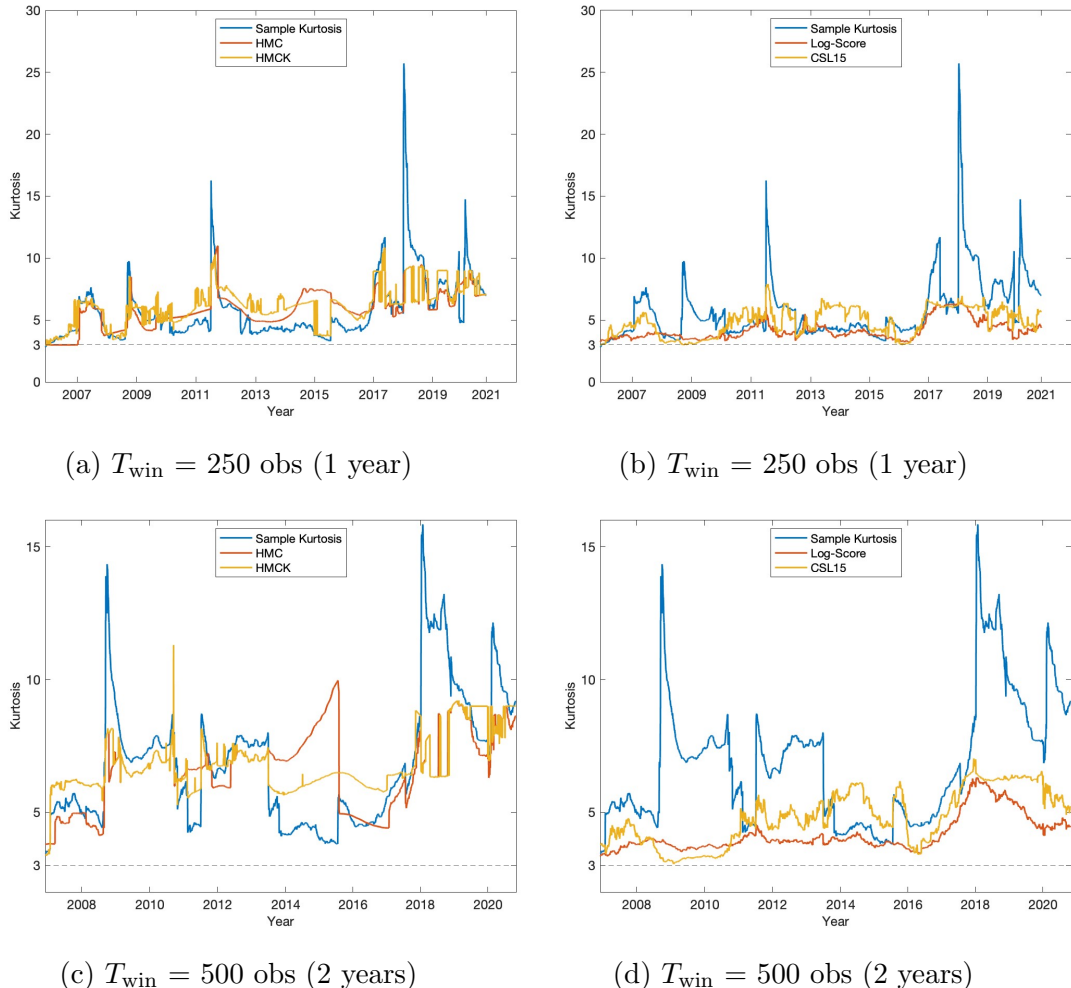 30
25
20
15
10
5
3
0
Kurtosis
Sample Kurtosis
HMC
HMCK
2007 2009 2011 2013 2015 2017 2019 2021
Year
(a) T_win = 250 obs (1 year)
30
25
20
15
10
5
3
0
Kurtosis
Sample Kurtosis
Log-Score
CSL15
2007 2009 2011 2013 2015 2017 2019 2021
Year
(b) T_win = 250 obs (1 year)
15
10
5
3
Kurtosis
Sample Kurtosis
HMC
HMCK
2008 2010 2012 2014 2016 2018 2020
Year
(c) T_win = 500 obs (2 years)
15
10
5
3
Kurtosis
Sample Kurtosis
Log-Score
CSL15
2008 2010 2012 2014 2016 2018 2020
Year
(d) T_win = 500 obs (2 years)